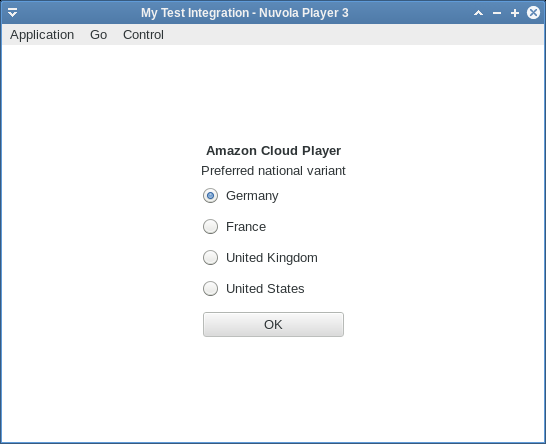 My Test Integration - Nuvola Player 3
Application Go Control
Amazon Cloud Player
Preferred national variant
Germany
France
United Kingdom
United States
OK